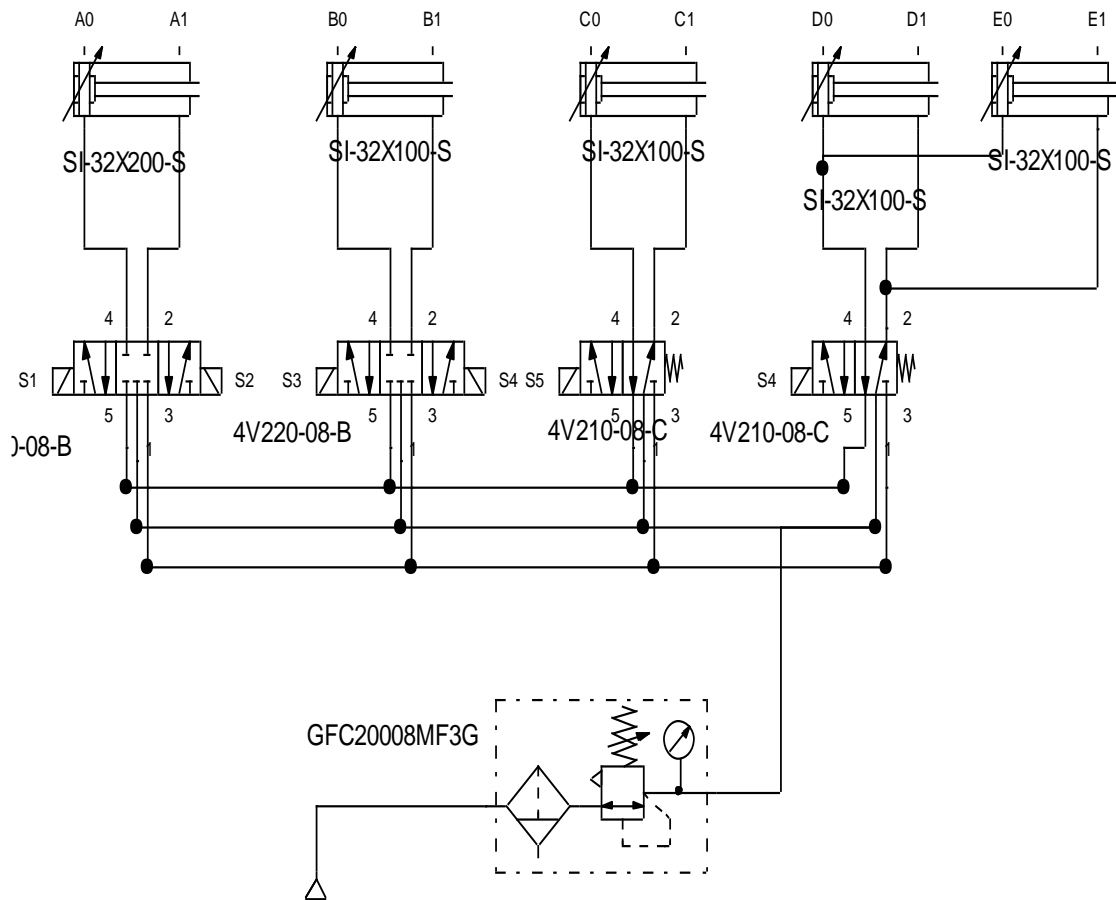 A0 A1 B0 B1 C0 C1 D0 D1 E0 E1
SI-32X200-S SI-32X100-S SI-32X100-S SI-32X100-S
SI-32X100-S
4 2 4 2 4 2 4 2
S1 S2 S3 S4 S5 S4
5 3 5 3 5 3 5 3
)-08-B 4V220-08-B 4V210-08-C 4V210-08-C
1 1 1 1
GFC20008MF3G